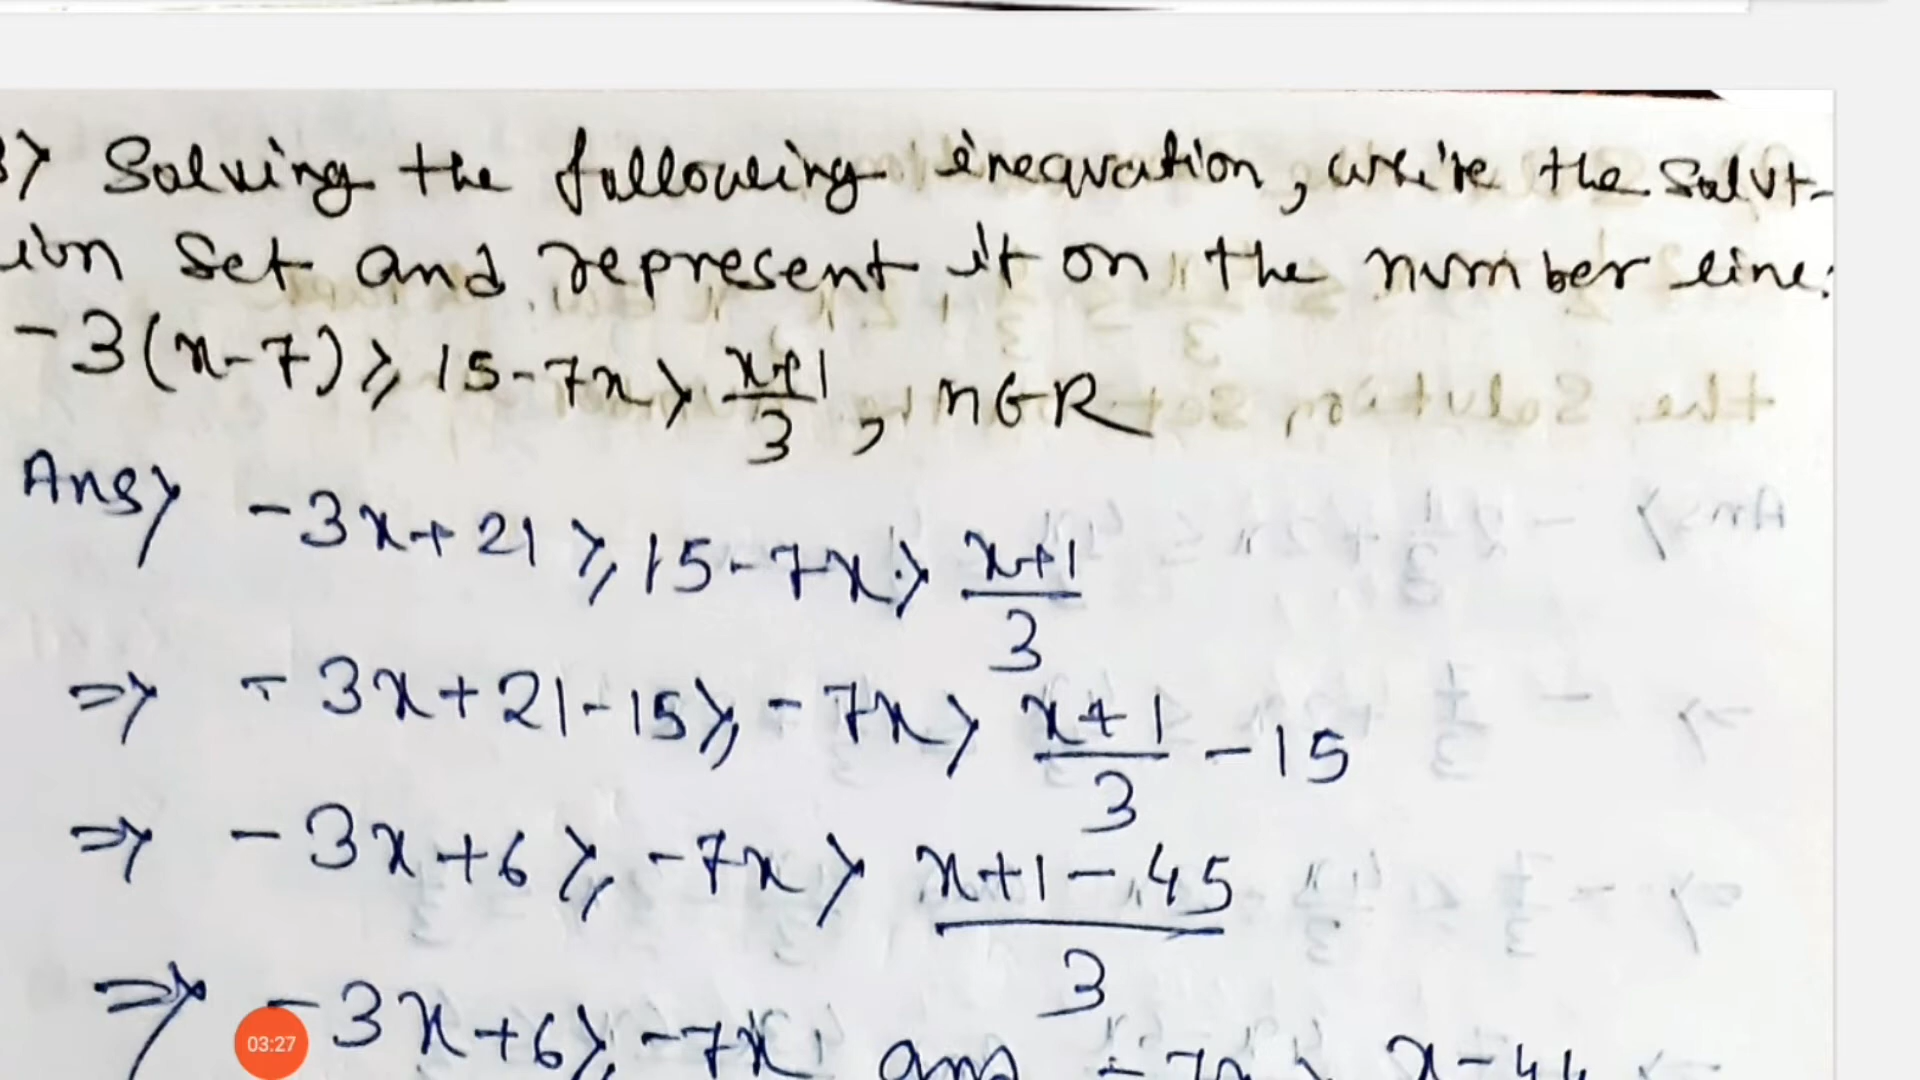 3> Solving the following inequation, write the solut-
ion set and represent it on the number line:
-3(x-7) ≥ 15-7x > (x+1)/3, x∈R
Ans> -3x+21 ≥ 15-7x > (x+1)/3
⇒ -3x+21-15 ≥ -7x > (x+1)/3 - 15
⇒ -3x+6 ≥ -7x > (x+1-45)/3
⇒ -3x+6 ≥ -7x and -7x > x-44
03:27